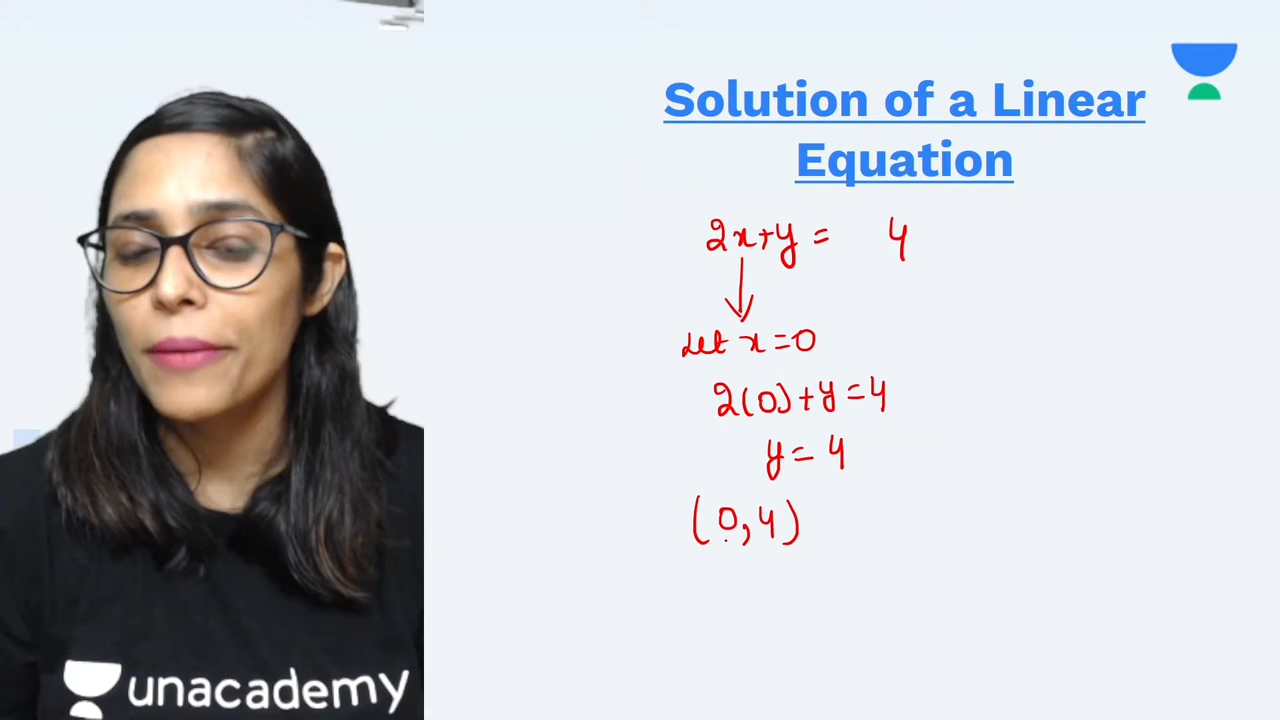 Solution of a Linear
Equation
2x+y = 4
Let x=0
2(0)+y=4
y=4
(0,4)
unacademy